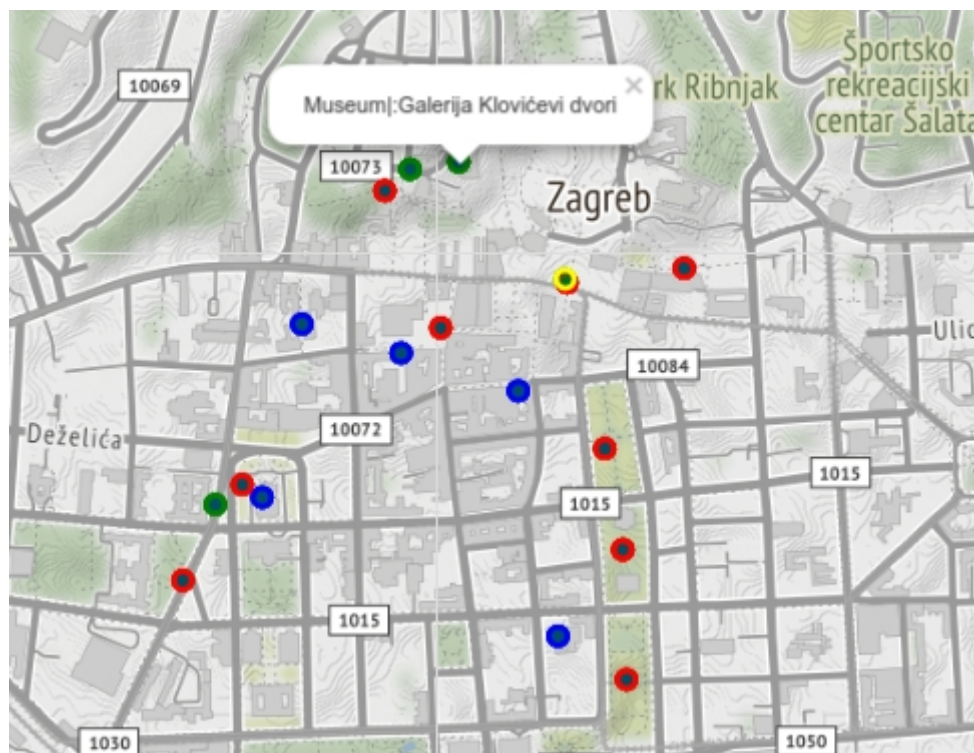 Športsko
rekreacijski
centar Šalata
10069
×
Museum|:Galerija Klovićevi dvori
rk Ribnjak
10073
Zagreb
Ulic
10084
Deželića
10072
1015
1015
1015
1030
1050